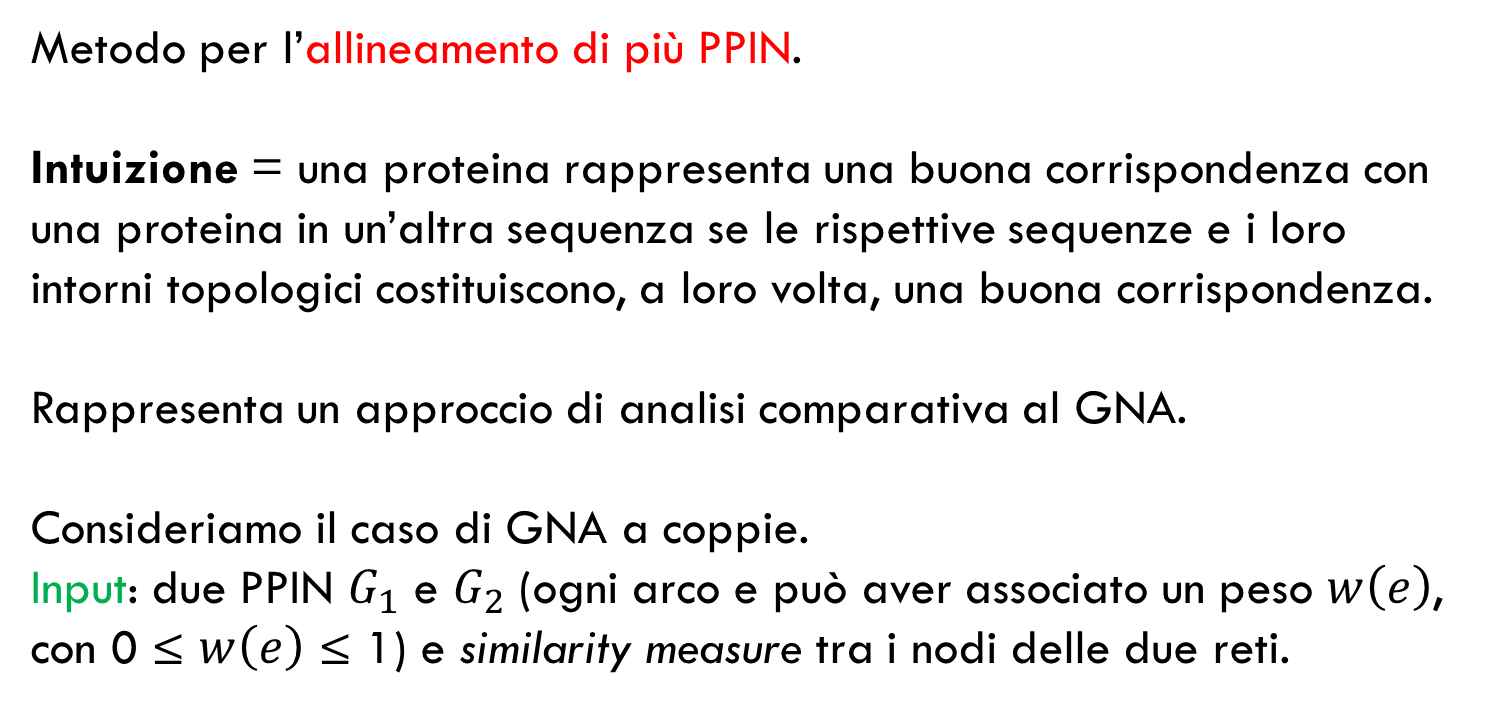 Metodo per l’allineamento di più PPIN.
Intuizione = una proteina rappresenta una buona corrispondenza con
una proteina in un’altra sequenza se le rispettive sequenze e i loro
intorni topologici costituiscono, a loro volta, una buona corrispondenza.
Rappresenta un approccio di analisi comparativa al GNA.
Consideriamo il caso di GNA a coppie.
Input: due PPIN 𝐺₁ e 𝐺₂ (ogni arco e può aver associato un peso 𝑤(𝑒),
con 0 ≤ 𝑤(𝑒) ≤ 1) e similarity measure tra i nodi delle due reti.